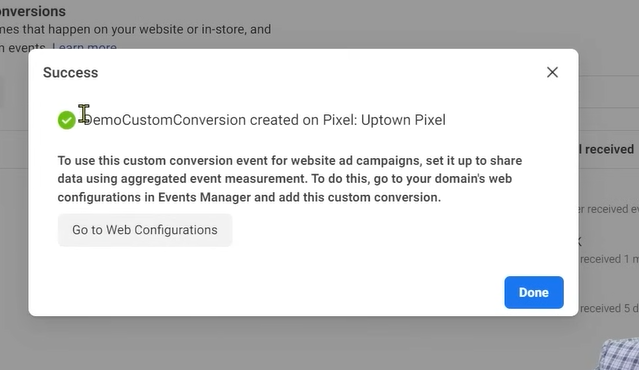 nversions
mes that happen on your website or in-store, and
n events. Learn more
Success
DemoCustomConversion created on Pixel: Uptown Pixel
l received
To use this custom conversion event for website ad campaigns, set it up to share
data using aggregated event measurement. To do this, go to your domain's web
configurations in Events Manager and add this custom conversion.
er received ev
Go to Web Configurations
K
received 1 m
Done
received 5 d